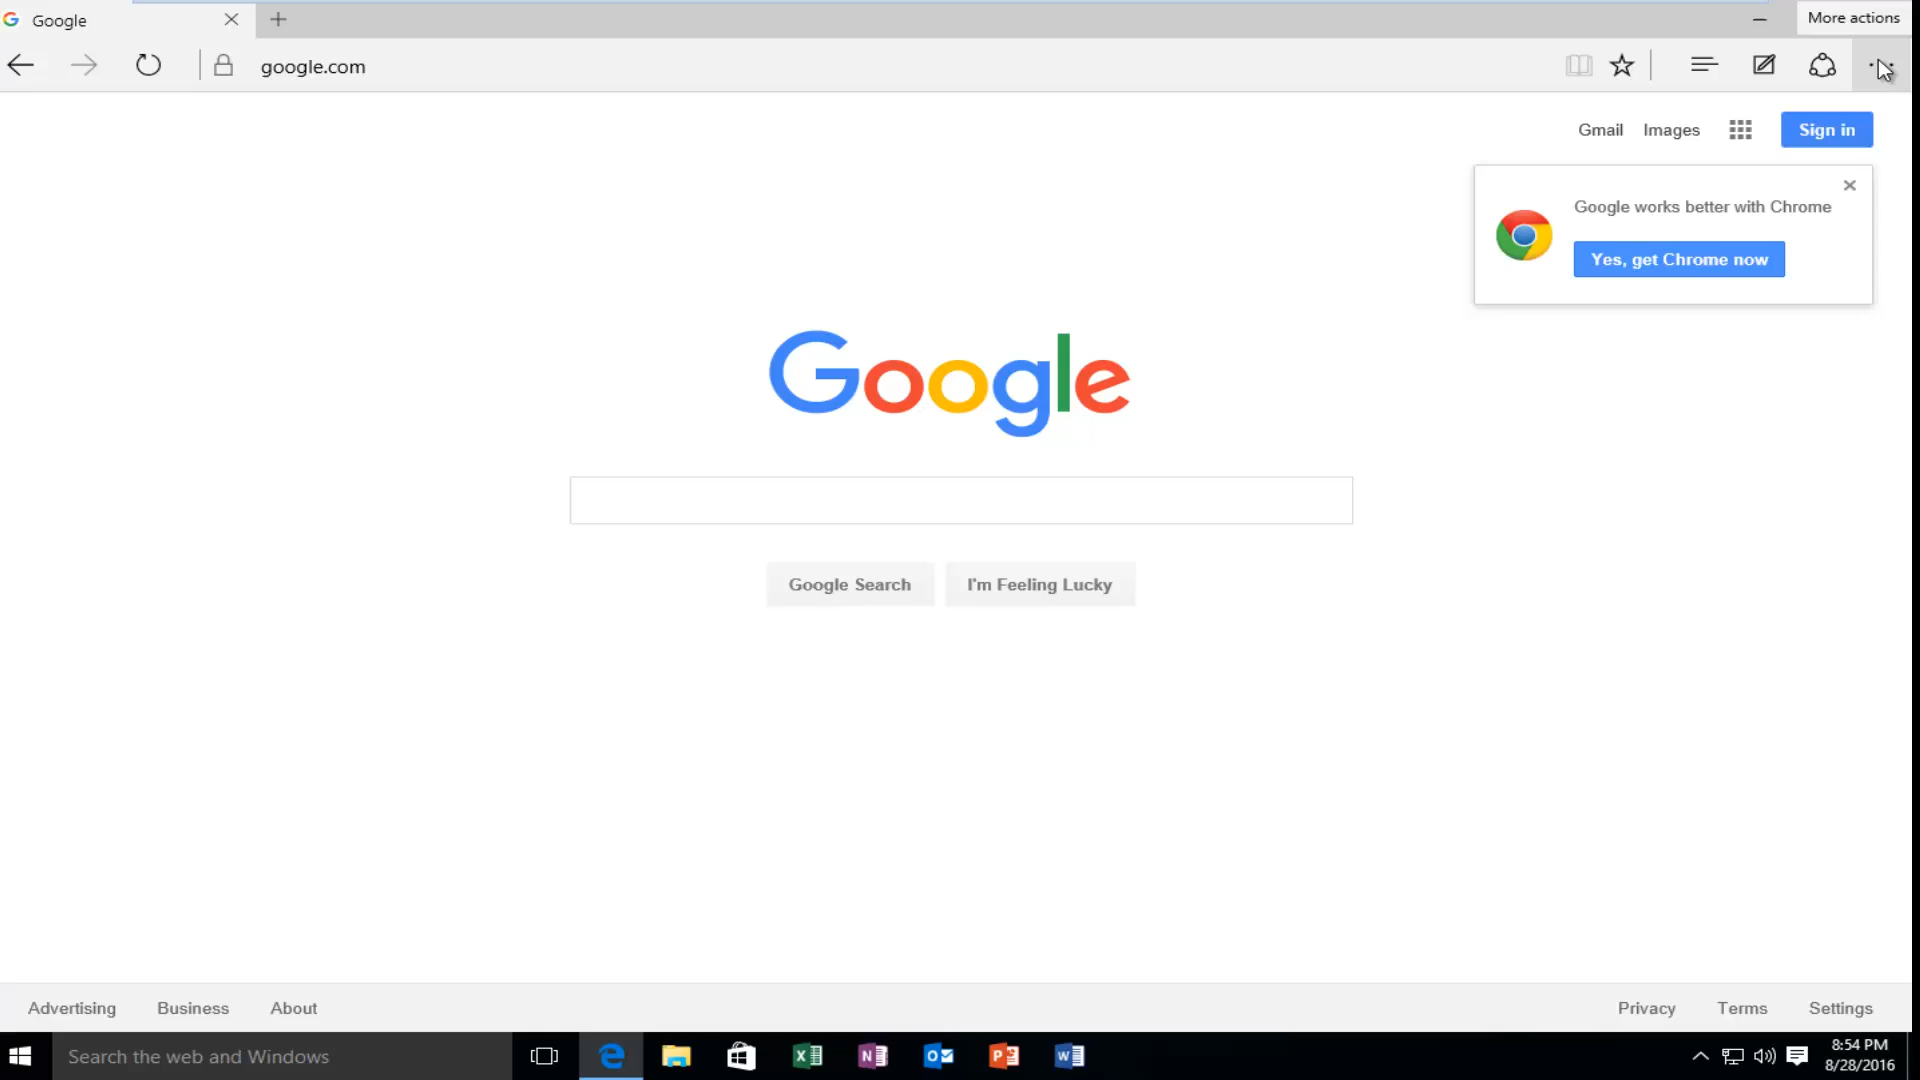 Google
More actions
google.com
Gmail Images Sign in
Google works better with Chrome
Yes, get Chrome now
Google
Google Search I'm Feeling Lucky
Advertising Business About Privacy Terms Settings
Search the web and Windows
8:54 PM
8/28/2016